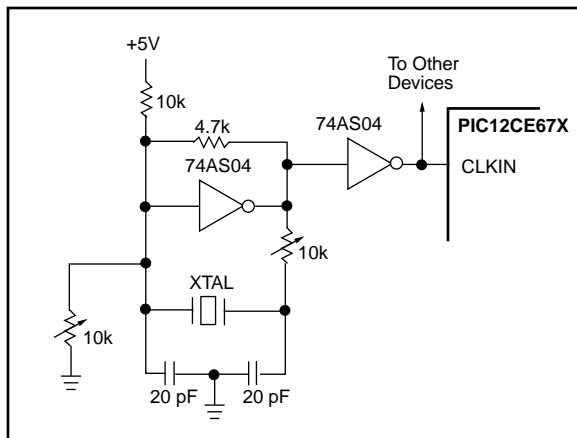 +5V
To Other
Devices
10k
4.7k
74AS04
PIC12CE67X
74AS04
CLKIN
10k
XTAL
10k
20 pF
20 pF